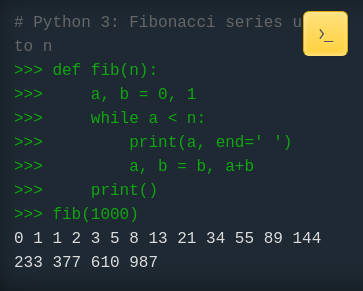 # Python 3: Fibonacci series u
to n
>>> def fib(n):
>>>     a, b = 0, 1
>>>     while a < n:
>>>         print(a, end=' ')
>>>         a, b = b, a+b
>>>     print()
>>> fib(1000)
0 1 1 2 3 5 8 13 21 34 55 89 144
233 377 610 987
>_